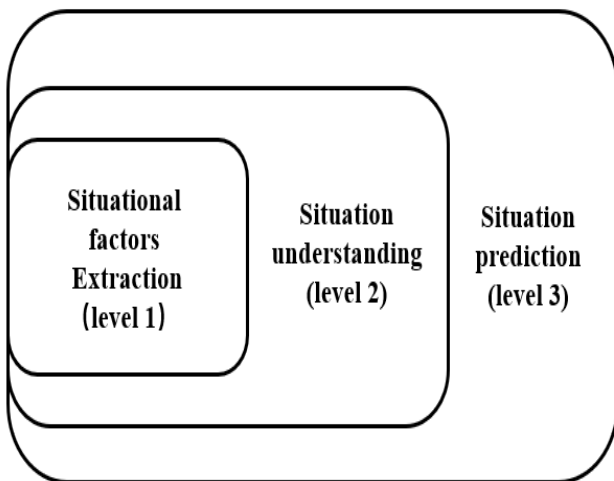 Situational
factors
Extraction
(level 1)
Situation
understanding
(level 2)
Situation
prediction
(level 3)